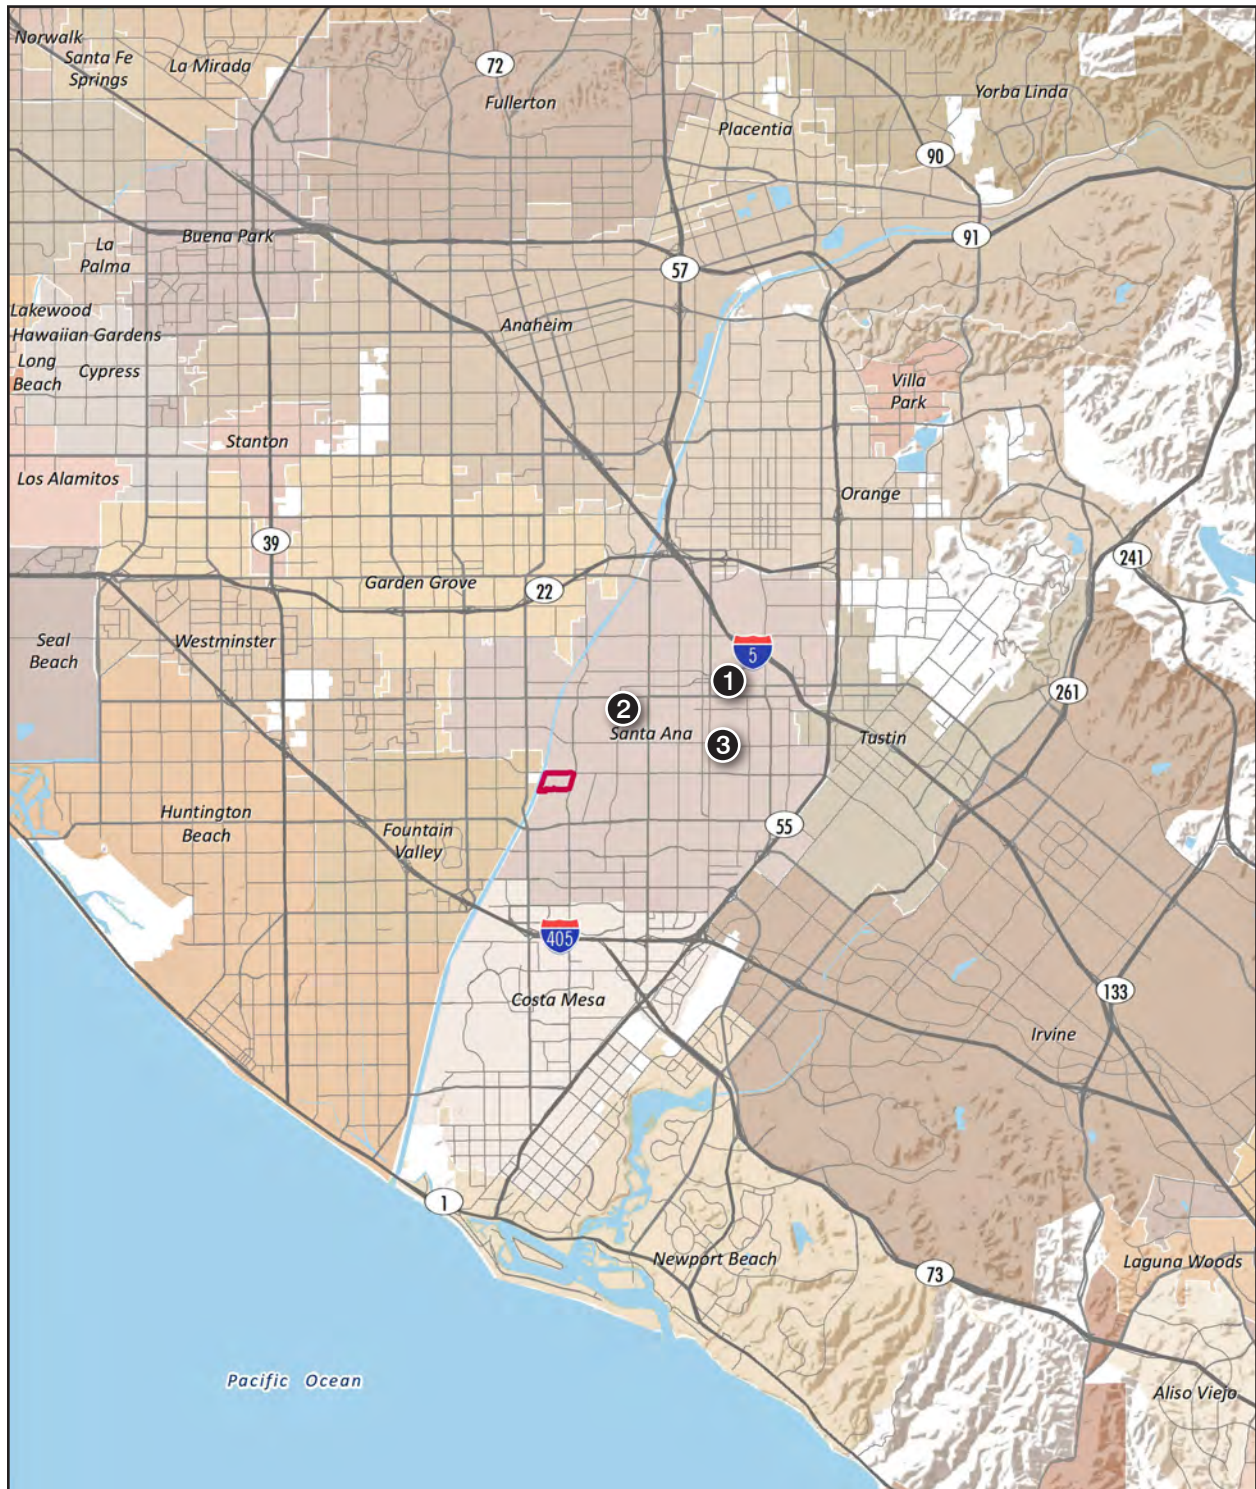 Norwalk
Santa Fe
Springs
La Mirada
72
Fullerton
Yorba Linda
Placentia
90
Buena Park
La
Palma
91
57
Lakewood
Hawaiian Gardens
Long
Beach
Cypress
Anaheim
Villa
Park
Stanton
Los Alamitos
Orange
39
241
Garden Grove
22
Seal
Beach
Westminster
5
1
261
2
Santa Ana
3
Tustin
Huntington
Beach
Fountain
Valley
55
405
133
Costa Mesa
Irvine
1
Newport Beach
73
Laguna Woods
Pacific Ocean
Aliso Viejo